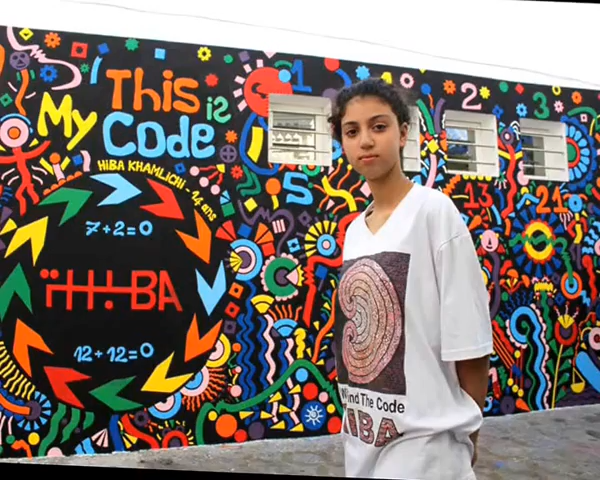 This
is
My
Code
HiBA KHAMLiCHi - 14 ans
7+2=0
HIBA
12+12=0
1
2
3
5
13
21
ind The Code
HIBA